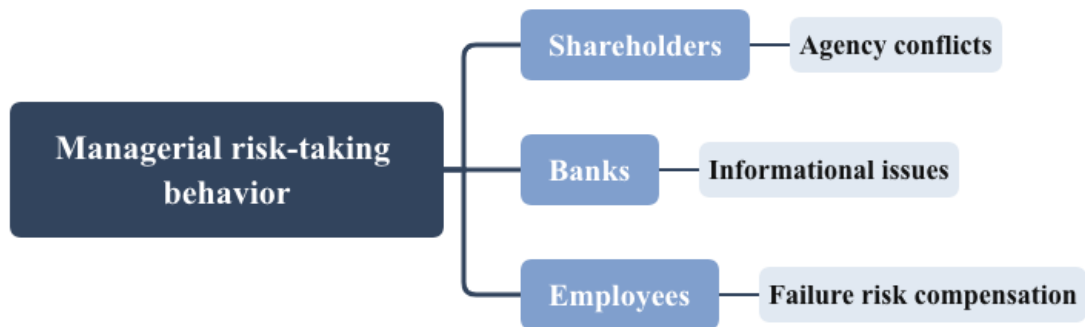 Managerial risk-taking
behavior
Shareholders
Agency conflicts
Banks
Informational issues
Employees
Failure risk compensation